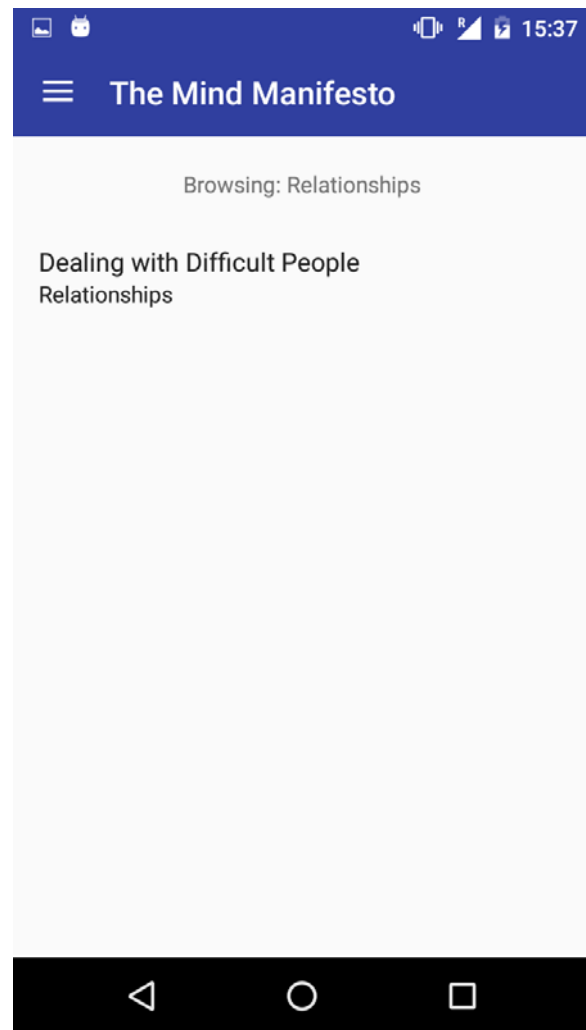 R 15:37
The Mind Manifesto
Browsing: Relationships
Dealing with Difficult People
Relationships